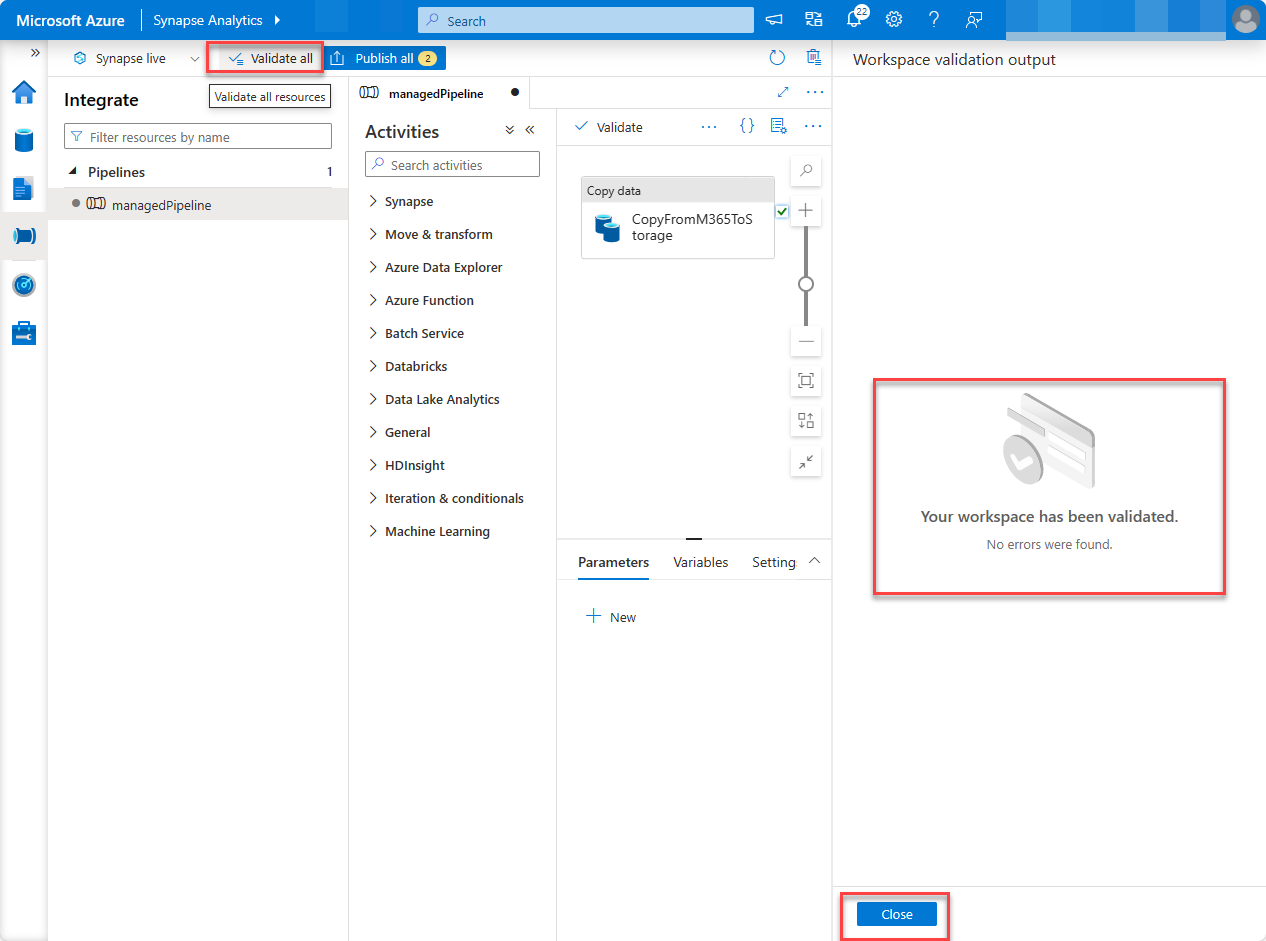 Microsoft Azure
Synapse Analytics
Search
22
Synapse live
Validate all
Publish all
2
Validate all resources
Integrate
Filter resources by name
Pipelines
1
managedPipeline
managedPipeline
Activities
Search activities
Synapse
Move & transform
Azure Data Explorer
Azure Function
Batch Service
Databricks
Data Lake Analytics
General
HDInsight
Iteration & conditionals
Machine Learning
Validate
Copy data
CopyFromM365ToS
torage
Parameters
Variables
Setting
New
Workspace validation output
Your workspace has been validated.
No errors were found.
Close